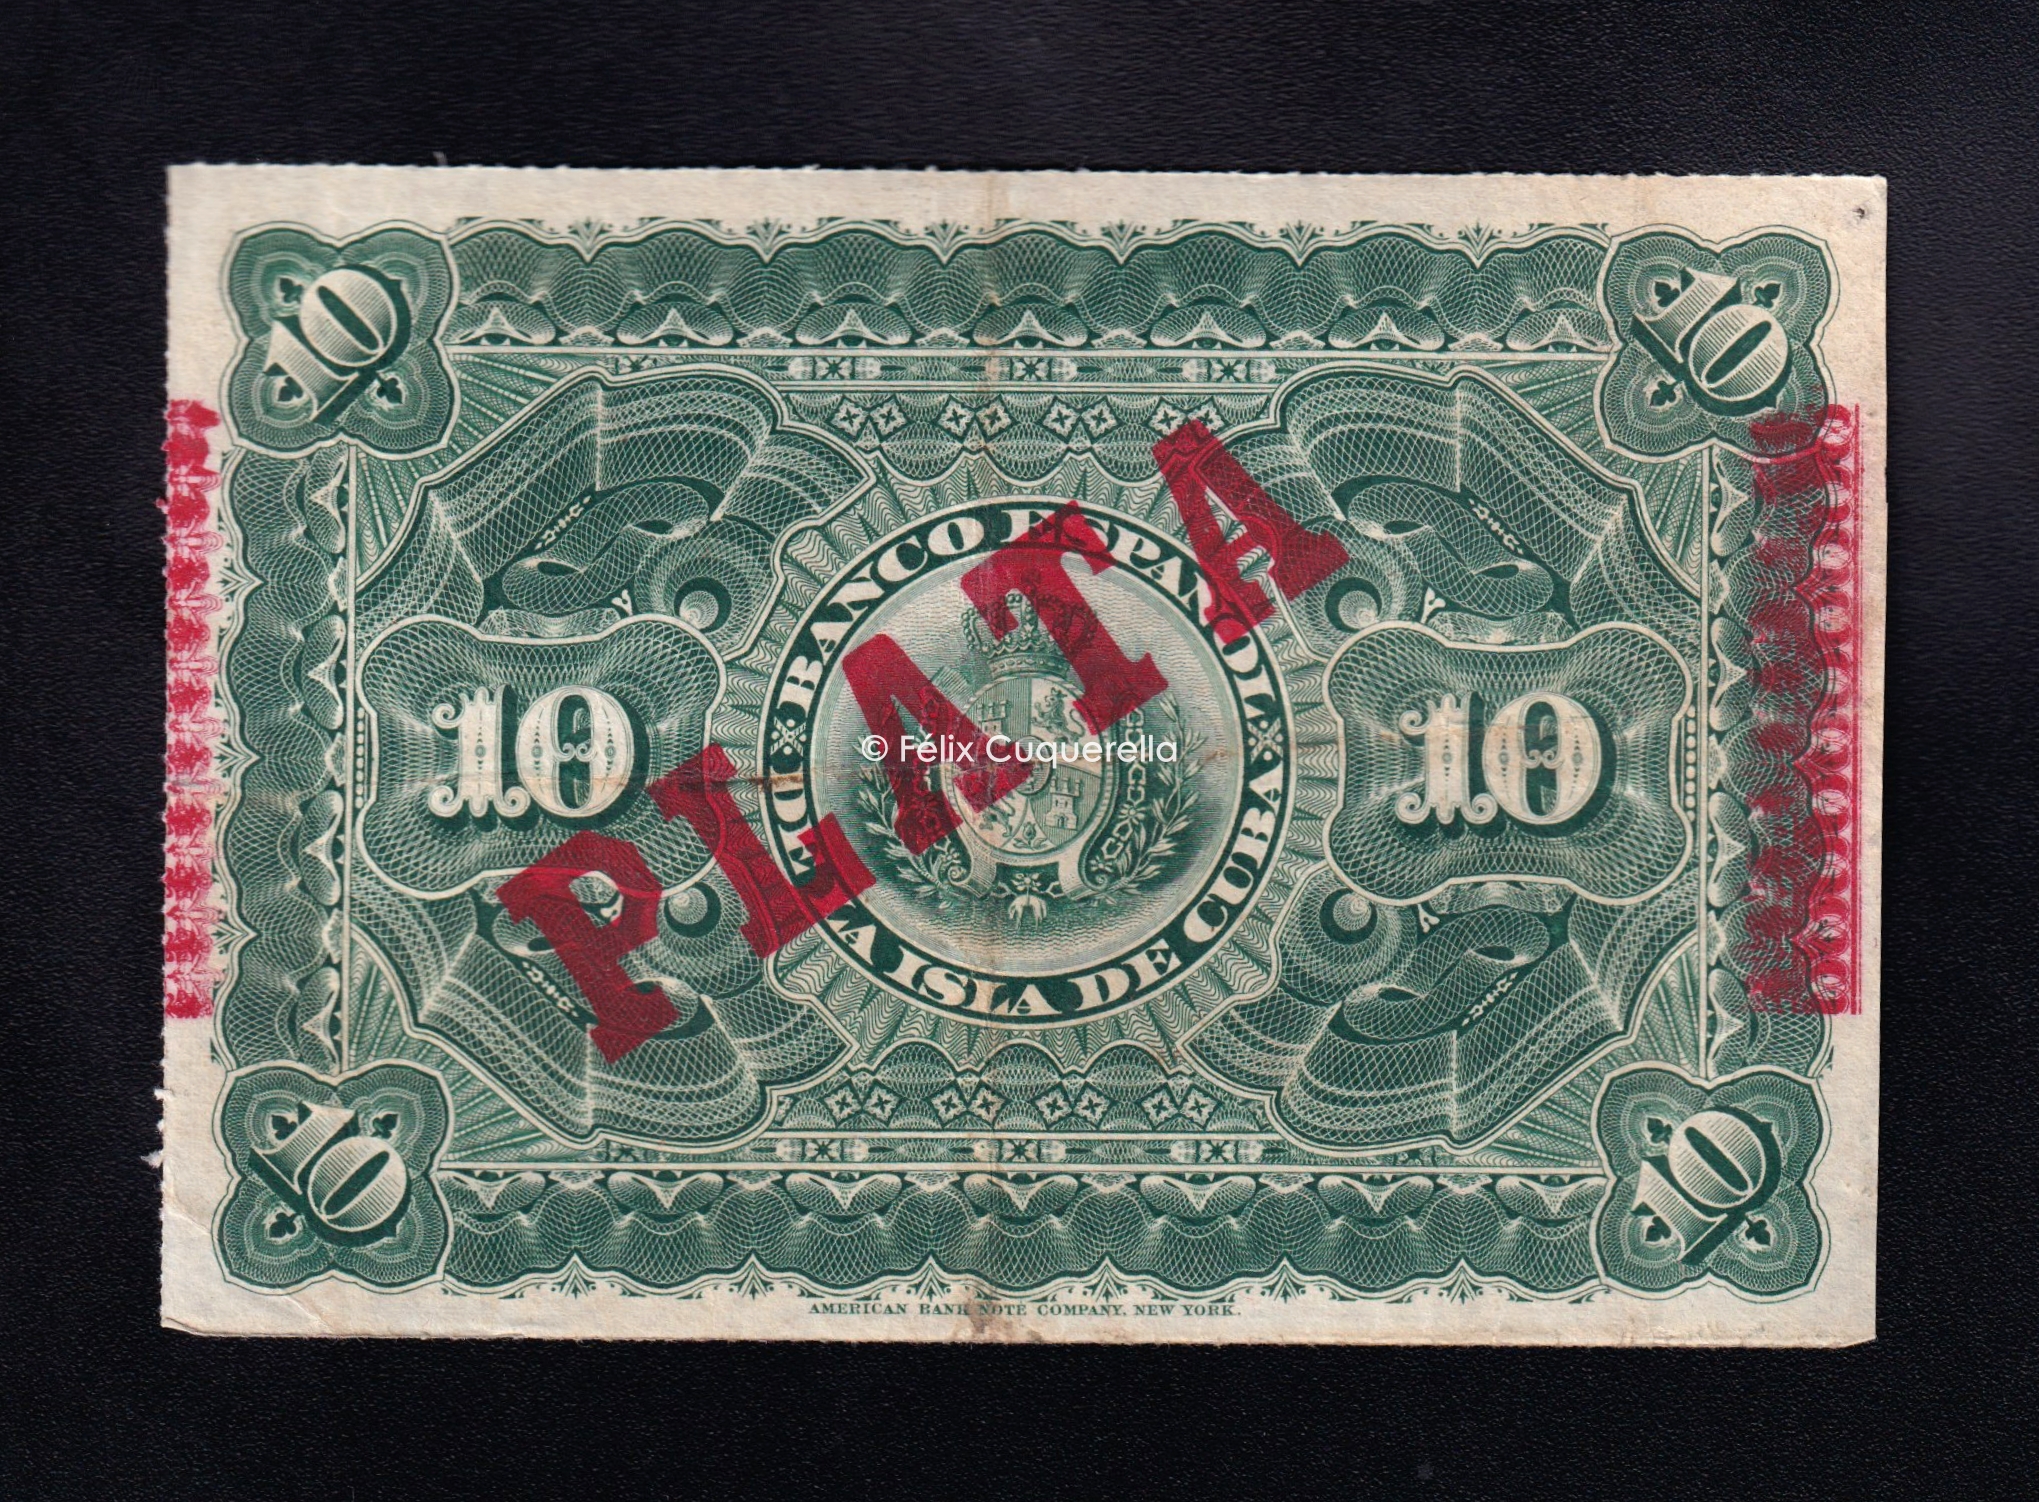 10
10
BANCO ESPAÑOL
DE LA ISLA DE CUBA
10
10
PLATA
© Félix Cuquerella
10
10
AMERICAN BANK NOTE COMPANY, NEW YORK.